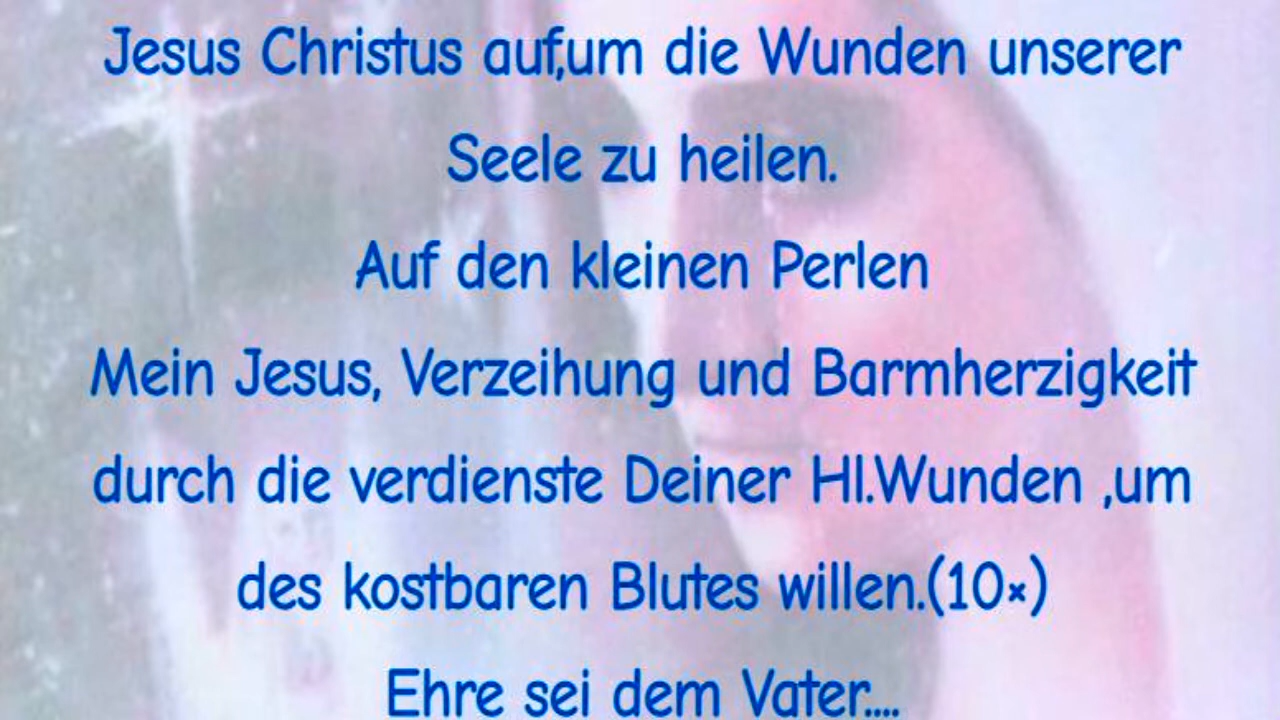 Jesus Christus auf,um die Wunden unserer
Seele zu heilen.
Auf den kleinen Perlen
Mein Jesus, Verzeihung und Barmherzigkeit
durch die verdienste Deiner Hl.Wunden ,um
des kostbaren Blutes willen.(10×)
Ehre sei dem Vater....